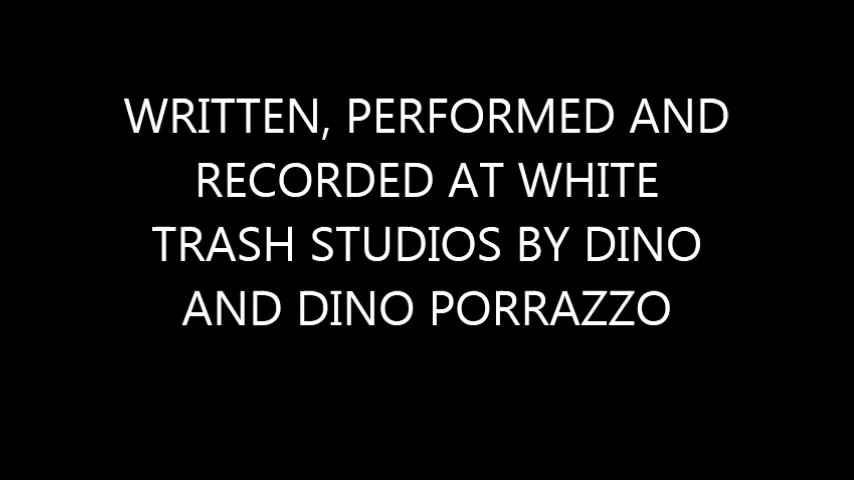 WRITTEN, PERFORMED AND
RECORDED AT WHITE
TRASH STUDIOS BY DINO
AND DINO PORRAZZO